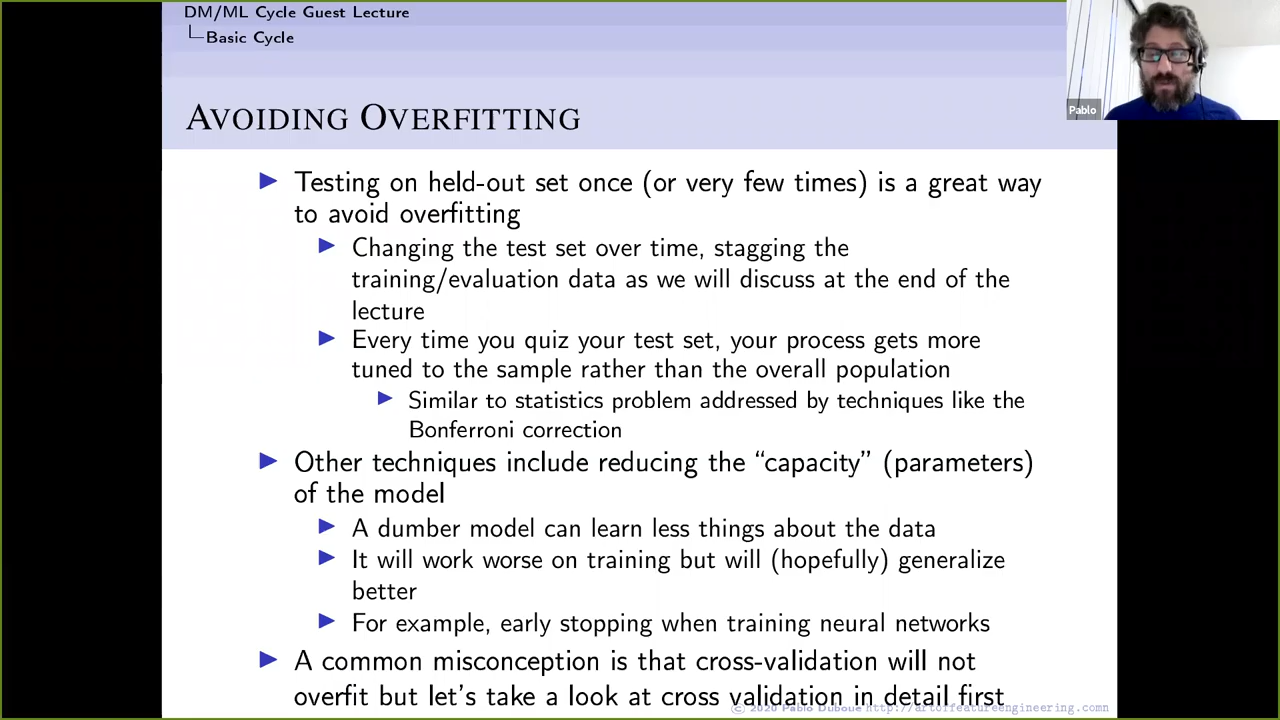 DM/ML Cycle Guest Lecture
Basic Cycle
Pablo
AVOIDING OVERFITTING
Testing on held-out set once (or very few times) is a great way
to avoid overfitting
Changing the test set over time, stagging the
training/evaluation data as we will discuss at the end of the
lecture
Every time you quiz your test set, your process gets more
tuned to the sample rather than the overall population
Similar to statistics problem addressed by techniques like the
Bonferroni correction
Other techniques include reducing the “capacity” (parameters)
of the model
A dumber model can learn less things about the data
It will work worse on training but will (hopefully) generalize
better
For example, early stopping when training neural networks
A common misconception is that cross-validation will not
overfit but let’s take a look at cross validation in detail first
© 2020 Pablo Duboue http://artoffeatureengineering.comn